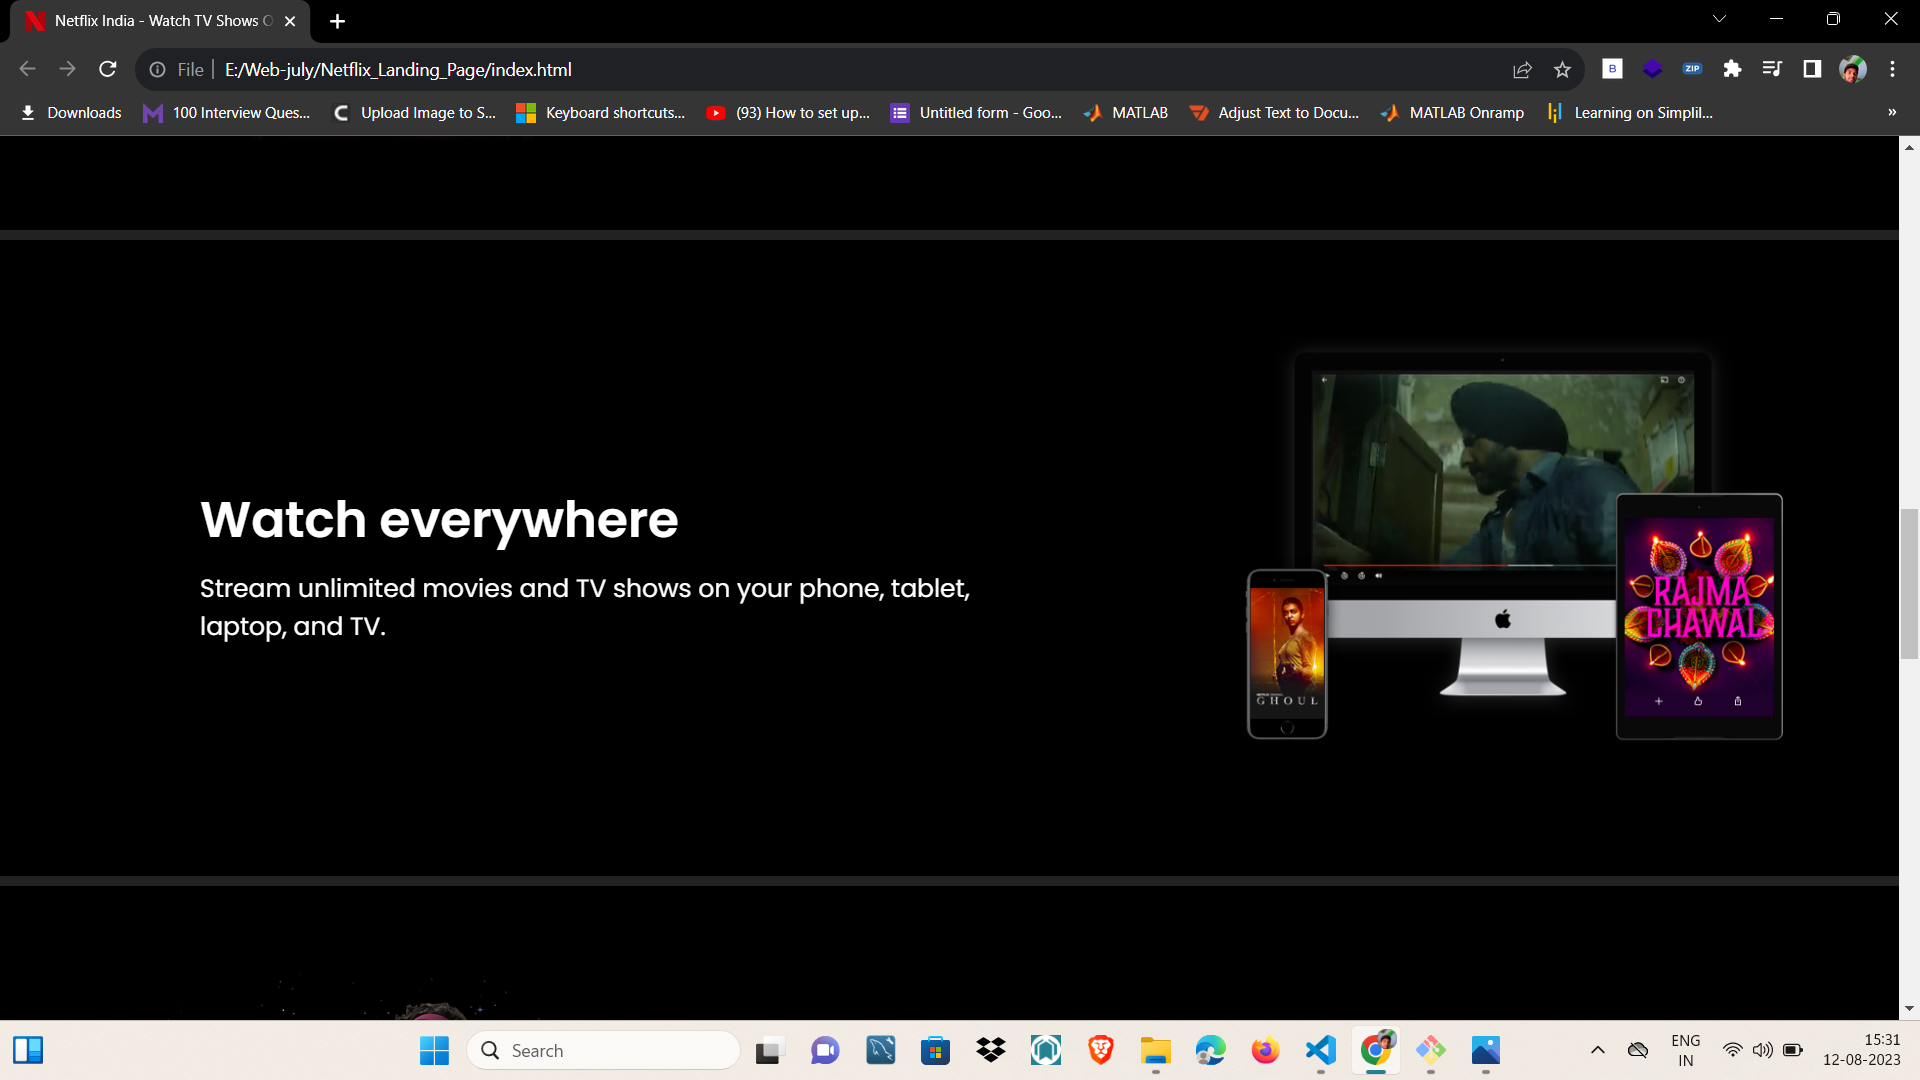 Netflix India - Watch TV Shows O
File
E:/Web-july/Netflix_Landing_Page/index.html
B
ZIP
Downloads
100 Interview Ques...
Upload Image to S...
Keyboard shortcuts...
(93) How to set up...
Untitled form - Goo...
MATLAB
Adjust Text to Docu...
MATLAB Onramp
Learning on Simplil...
»
Watch everywhere
Stream unlimited movies and TV shows on your phone, tablet,
laptop, and TV.
RAJMA
CHAWAL
GHOUL
Search
ENG
IN
15:31
12-08-2023